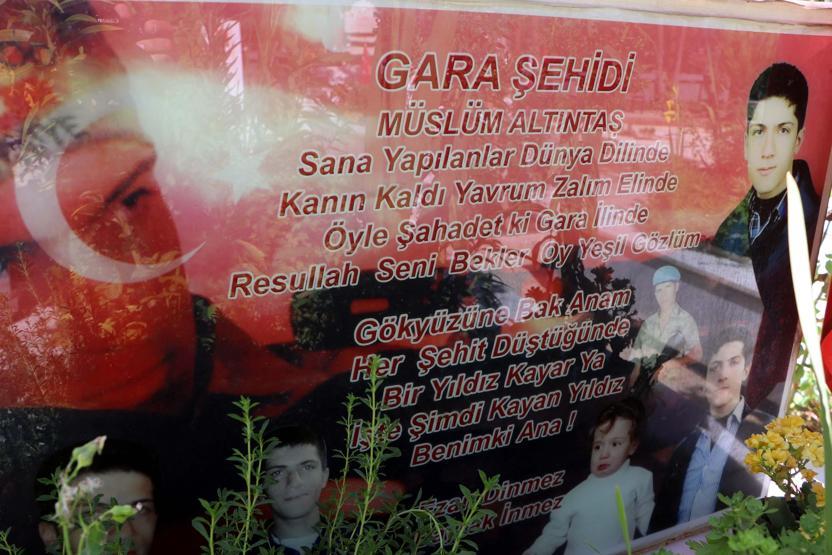 GARA ŞEHİDİ
MÜSLÜM ALTINTAŞ
Sana Yapılanlar Dünya Dilinde
Kanın Kaldı Yavrum Zalım Elinde
Öyle Şahadet ki Gara İlinde
Resullah Seni Bekler Oy Yeşil Gözlüm
Gökyüzüne Bak Anam
Her Şehit Düştüğünde
Bir Yıldız Kayar Ya
İşte Şimdi Kayan Yıldız
Benimki Ana !
Ezan Dinmez
İnmez